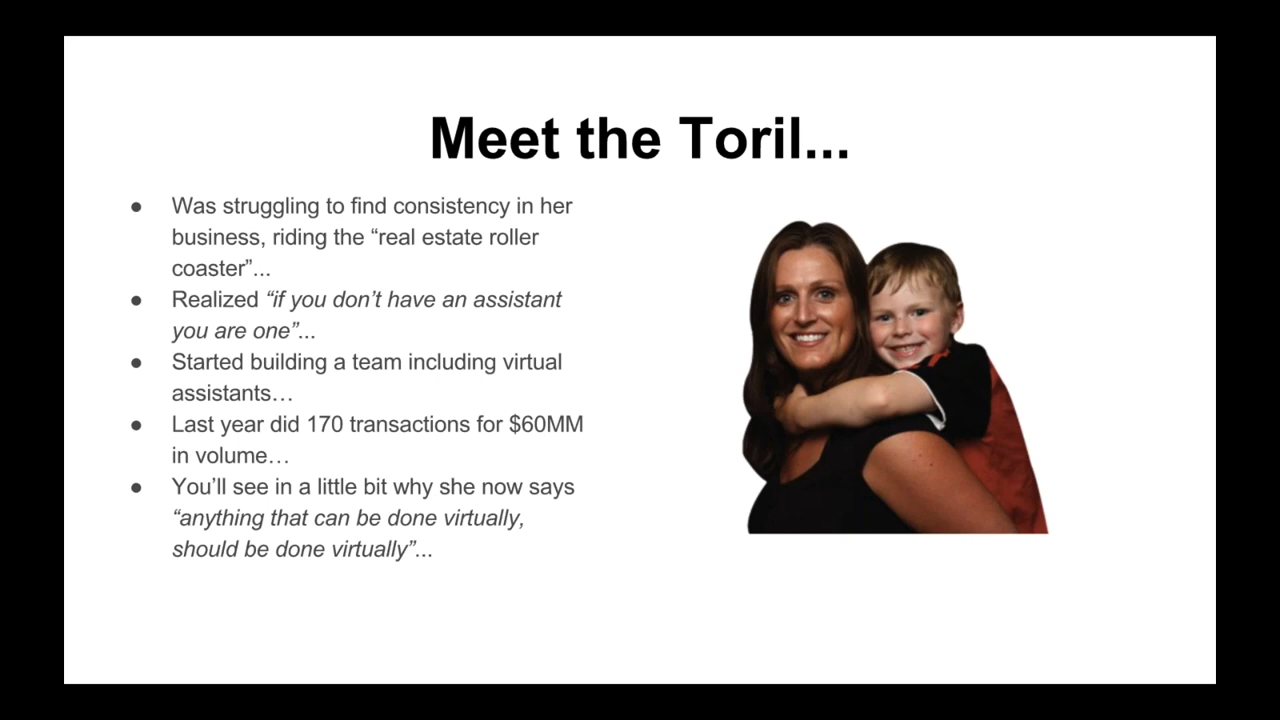 Meet the Toril...
● Was struggling to find consistency in her
business, riding the “real estate roller
coaster”...
● Realized “if you don’t have an assistant
you are one”...
● Started building a team including virtual
assistants…
● Last year did 170 transactions for $60MM
in volume…
● You’ll see in a little bit why she now says
“anything that can be done virtually,
should be done virtually”...